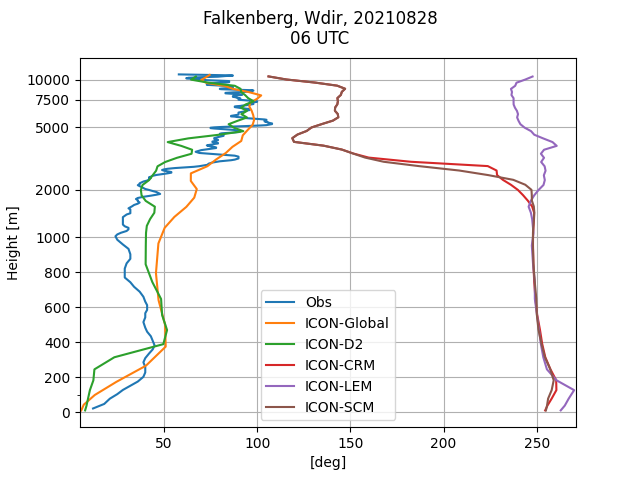 Falkenberg, Wdir, 20210828
06 UTC
Height [m]
10000
7500
5000
2000
1000
800
600
400
200
0
Obs
ICON-Global
ICON-D2
ICON-CRM
ICON-LEM
ICON-SCM
50
100
150
200
250
[deg]